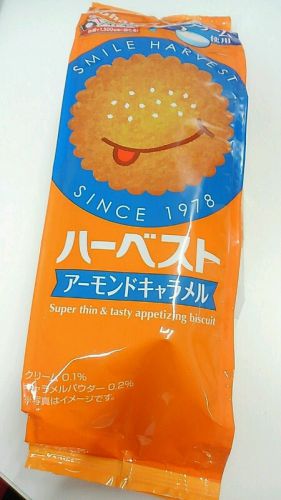 使用
SMILE HARVEST
SINCE 1978
ハーベスト
アーモンドキャラメル
Super thin & tasty appetizing biscuit
クリーム 0.1%
キャラメルパウダー 0.2%
写真はイメージです。